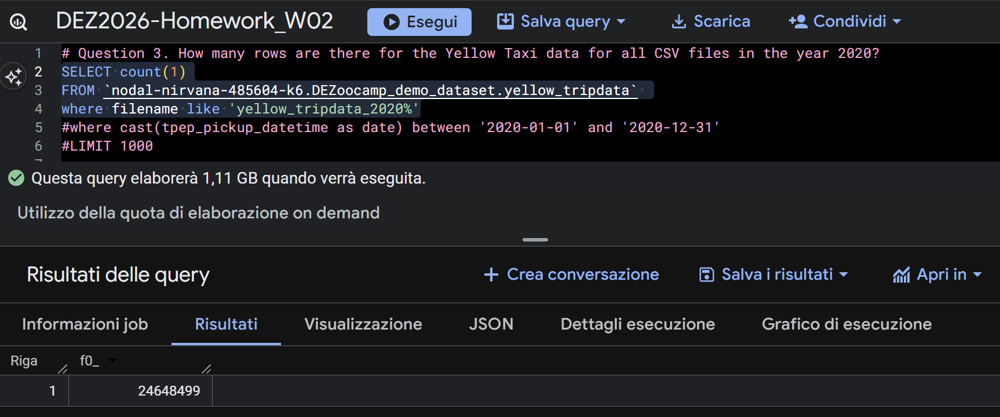 DEZ2026-Homework_W02 Esegui Salva query Scarica Condividi
1 # Question 3. How many rows are there for the Yellow Taxi data for all CSV files in the year 2020?
2 SELECT count(1)
3 FROM `nodal-nirvana-485604-k6.DEZoocamp_demo_dataset.yellow_tripdata`
4 where filename like 'yellow_tripdata_2020%'
5 #where cast(tpep_pickup_datetime as date) between '2020-01-01' and '2020-12-31'
6 #LIMIT 1000
Questa query elaborerà 1,11 GB quando verrà eseguita.
Utilizzo della quota di elaborazione on demand
Risultati delle query Crea conversazione Salva i risultati Apri in
Informazioni job Risultati Visualizzazione JSON Dettagli esecuzione Grafico di esecuzione
Riga f0_
1 24648499